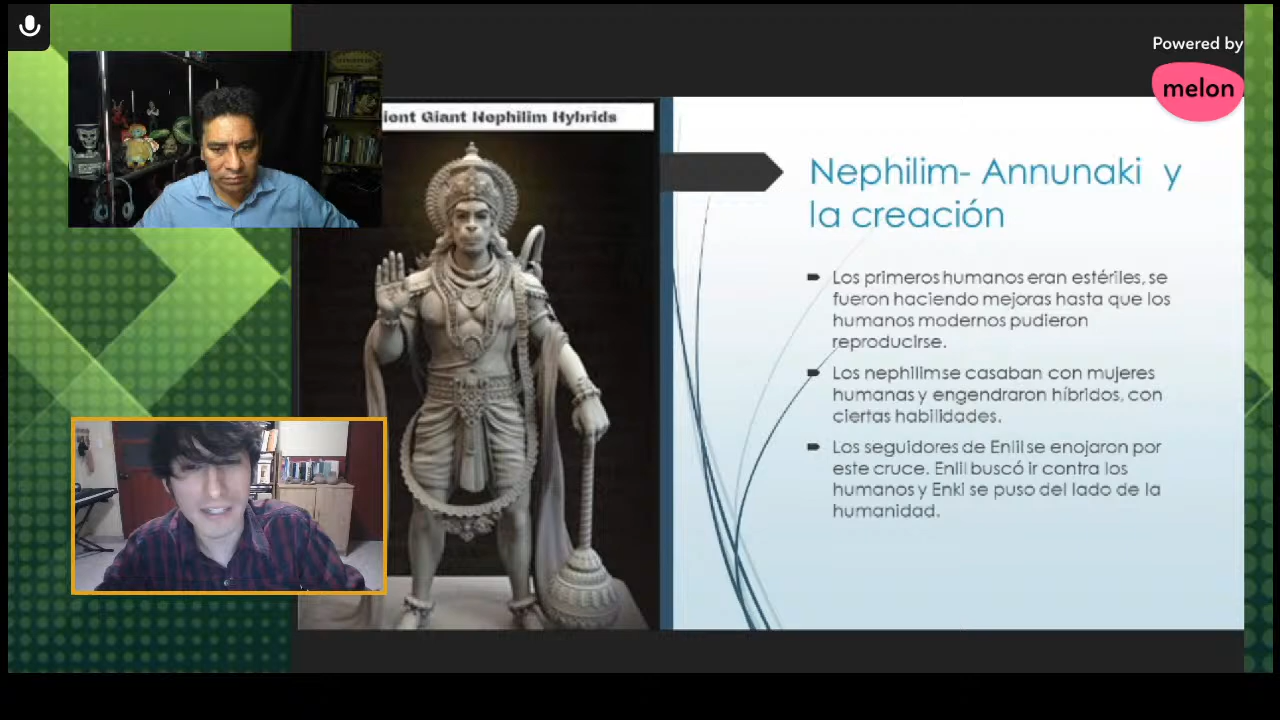 Powered by
melon
ient Giant Nephilim Hybrids
Nephilim- Annunaki y
la creación
Los primeros humanos eran estériles, se
fueron haciendo mejoras hasta que los
humanos modernos pudieron
reproducirse.
Los nephilim se casaban con mujeres
humanas y engendraron híbridos, con
ciertas habilidades.
Los seguidores de Enlil se enojaron por
este cruce. Enlil buscó ir contra los
humanos y Enki se puso del lado de la
humanidad.